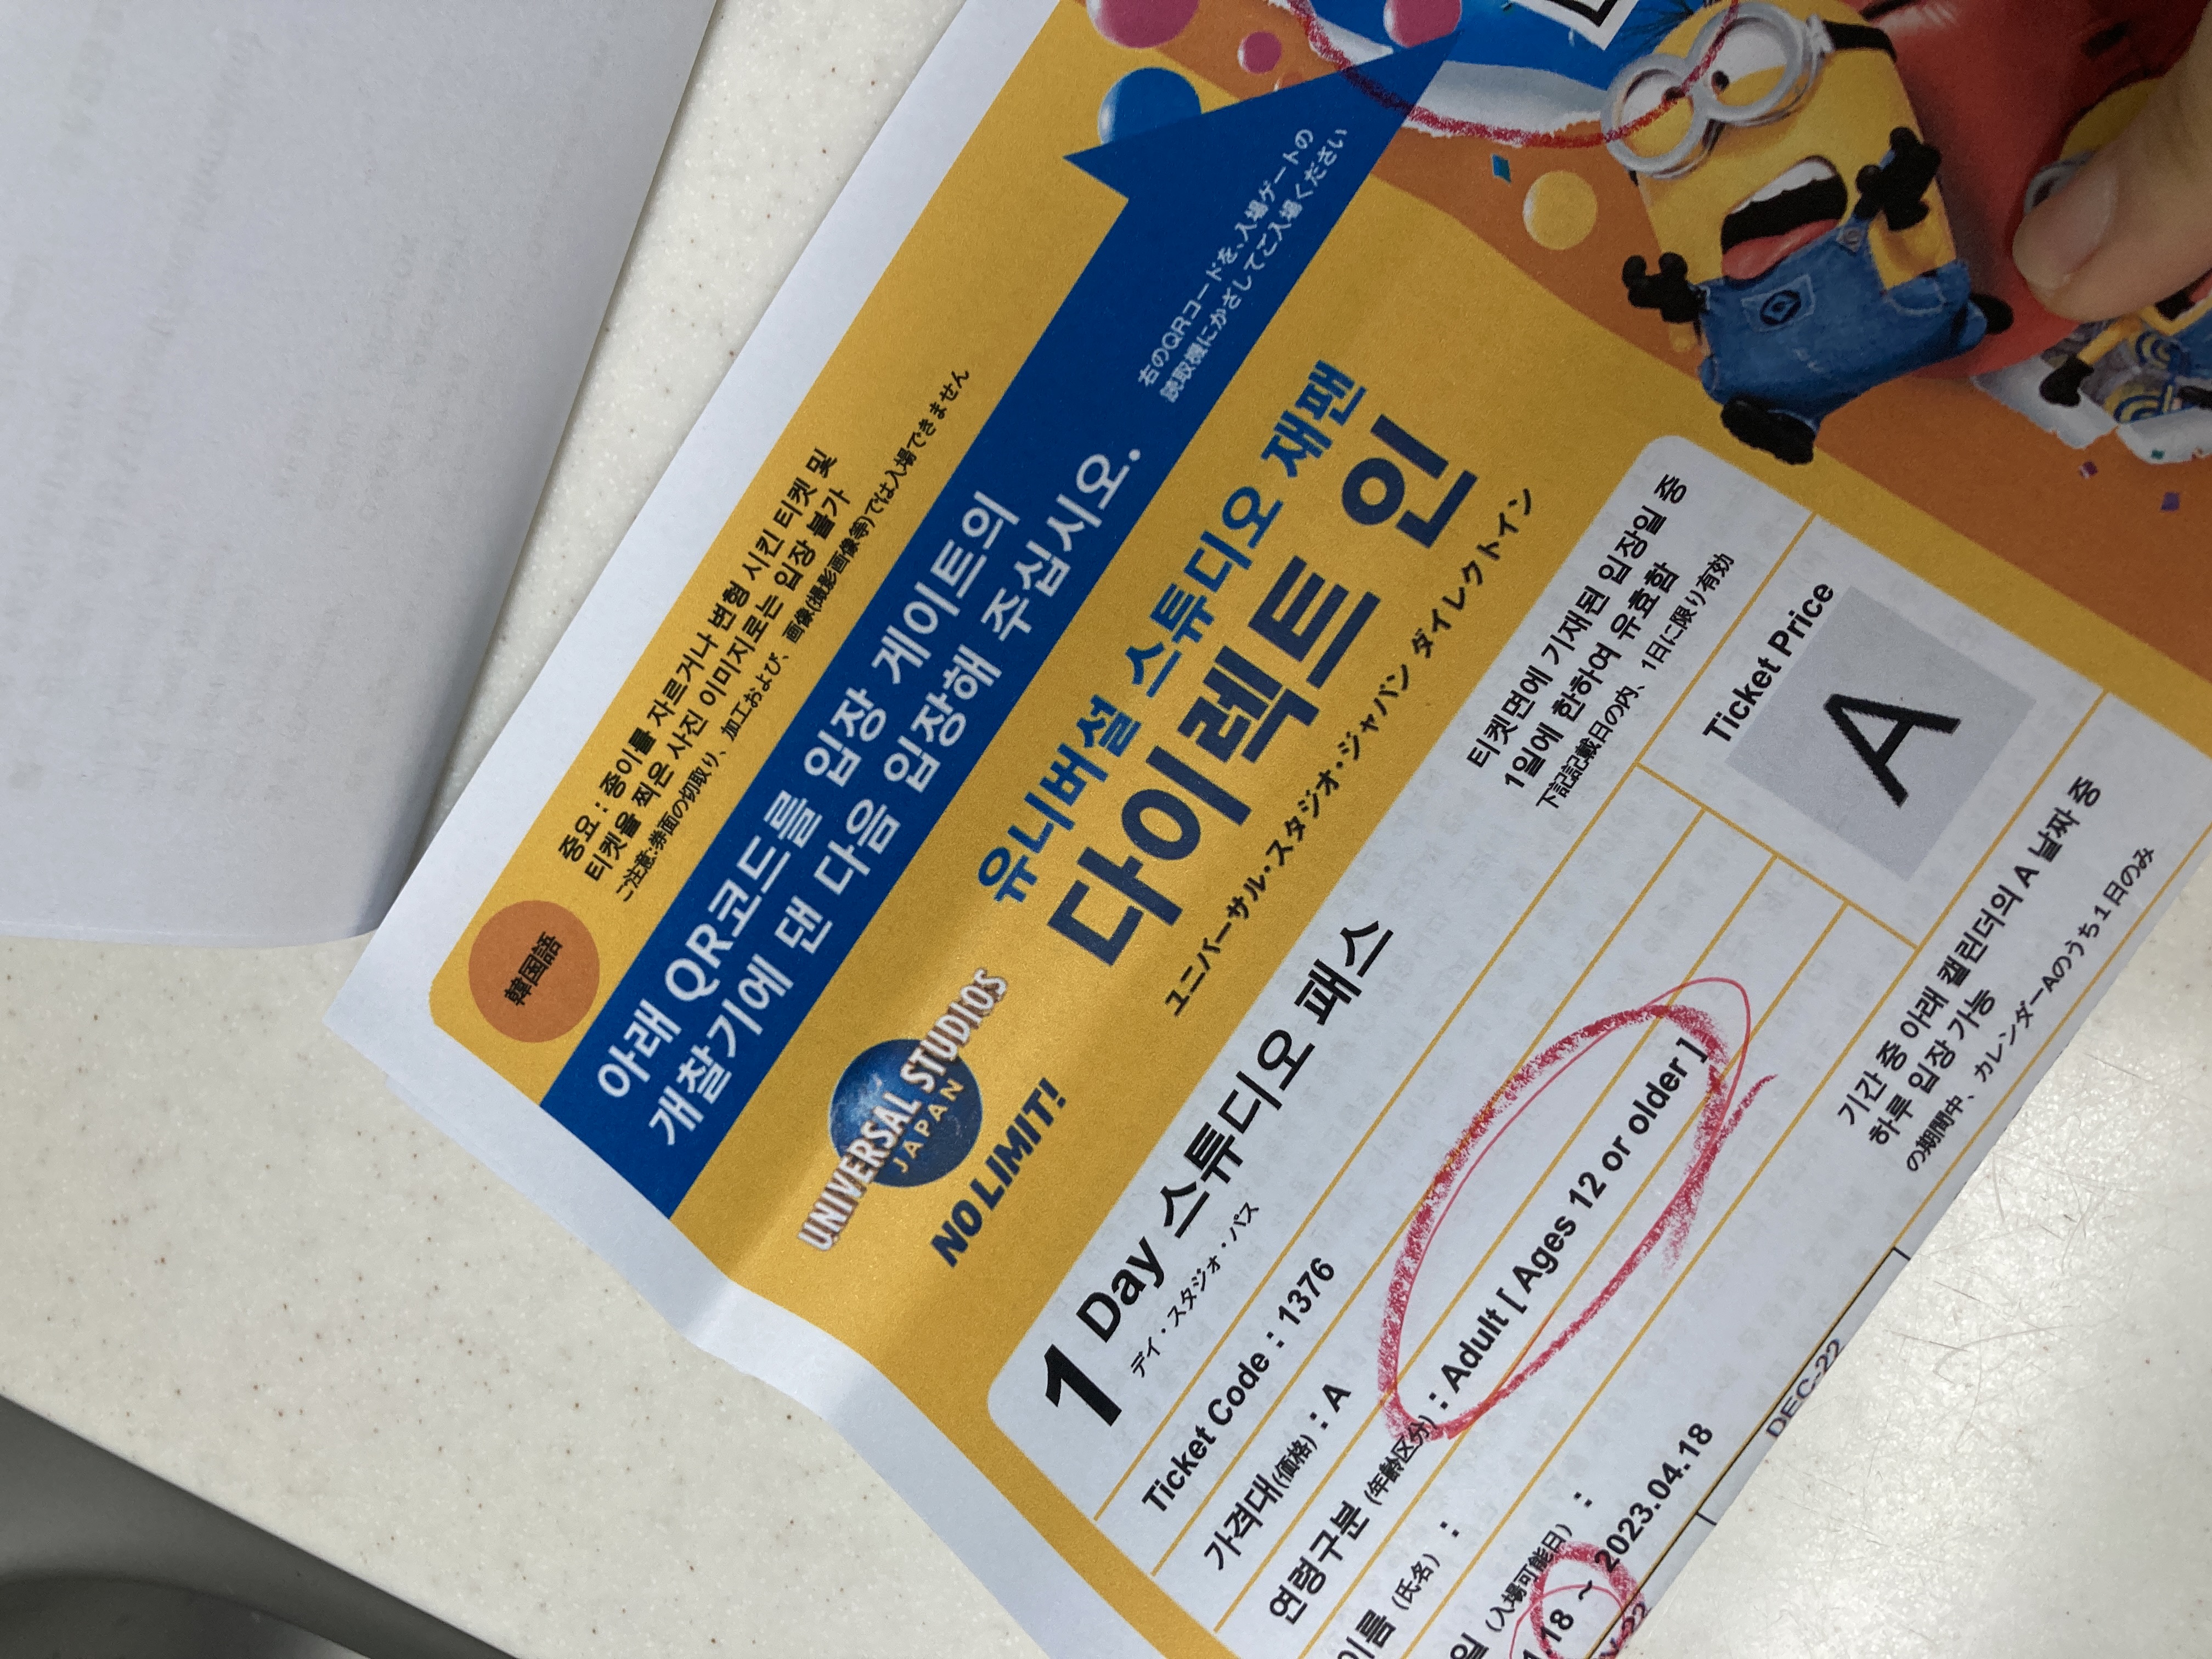 韓国語
중요 : 종이를 자르거나 변형 시킨 티켓 및
티켓을 찍은 사진 이미지로는 입장 불가
ご注意:券面の切取り、加工および、画像(撮影画像等)では入場できません
아래 QR코드를 입장 게이트의
개찰기에 댄 다음 입장해 주십시오.
右のQRコードを、入場ゲートの
読取機にかざしてご入場ください
UNIVERSAL STUDIOS
JAPAN
NO LIMIT!
유니버설 스튜디오 재팬
다이렉트 인
ユニバーサル・スタジオ・ジャパン ダイレクトイン
1 Day 스튜디오 패스
デイ・スタジオ・パス
티켓면에 기재된 입장일 중
1일에 한하여 유효함
下記記載日の内、1日に限り有効
Ticket Code : 1376
Ticket Price
A
가격대(価格) : A
연령구분 (年齢区分) : Adult [ Ages 12 or older ]
이름 (氏名) :
일 (入場可能日) :
.18 ~ 2023.04.18
기간 중 아래 캘린더의 A 날짜 중
하루 입장 가능
の期間中、カレンダーAのうち1日のみ
DEC-22